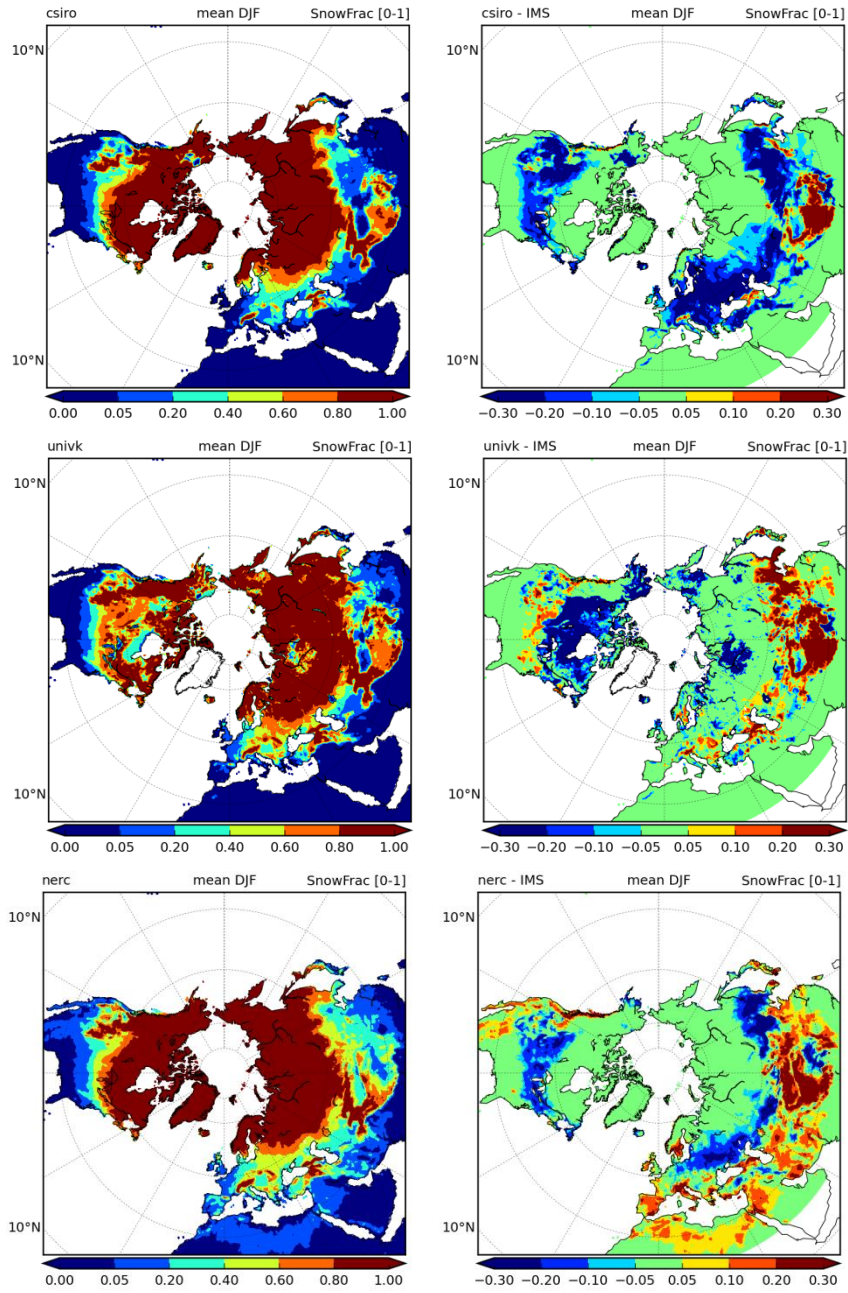 csiro mean DJF SnowFrac [0-1] csiro - IMS mean DJF SnowFrac [0-1]
10°N 10°N
10°N 10°N
0.00 0.05 0.20 0.40 0.60 0.80 1.00 −0.30 −0.20 −0.10 −0.05 0.05 0.10 0.20 0.30
univk mean DJF SnowFrac [0-1] univk - IMS mean DJF SnowFrac [0-1]
10°N 10°N
10°N 10°N
0.00 0.05 0.20 0.40 0.60 0.80 1.00 −0.30 −0.20 −0.10 −0.05 0.05 0.10 0.20 0.30
nerc mean DJF SnowFrac [0-1] nerc - IMS mean DJF SnowFrac [0-1]
10°N 10°N
10°N 10°N
0.00 0.05 0.20 0.40 0.60 0.80 1.00 −0.30 −0.20 −0.10 −0.05 0.05 0.10 0.20 0.30